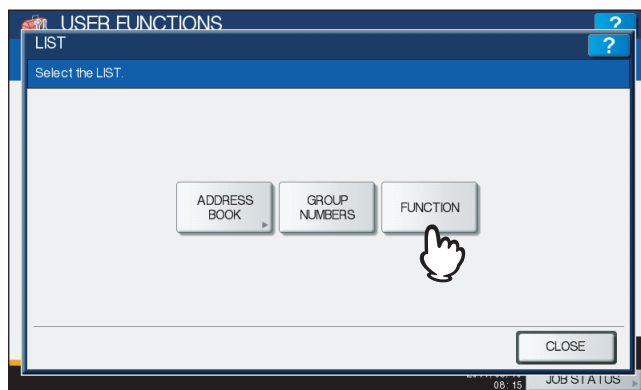 USER FUNCTIONS
?
LIST
?
Select the LIST.
ADDRESS
BOOK
GROUP
NUMBERS
FUNCTION
CLOSE
08:15
JOB STATUS